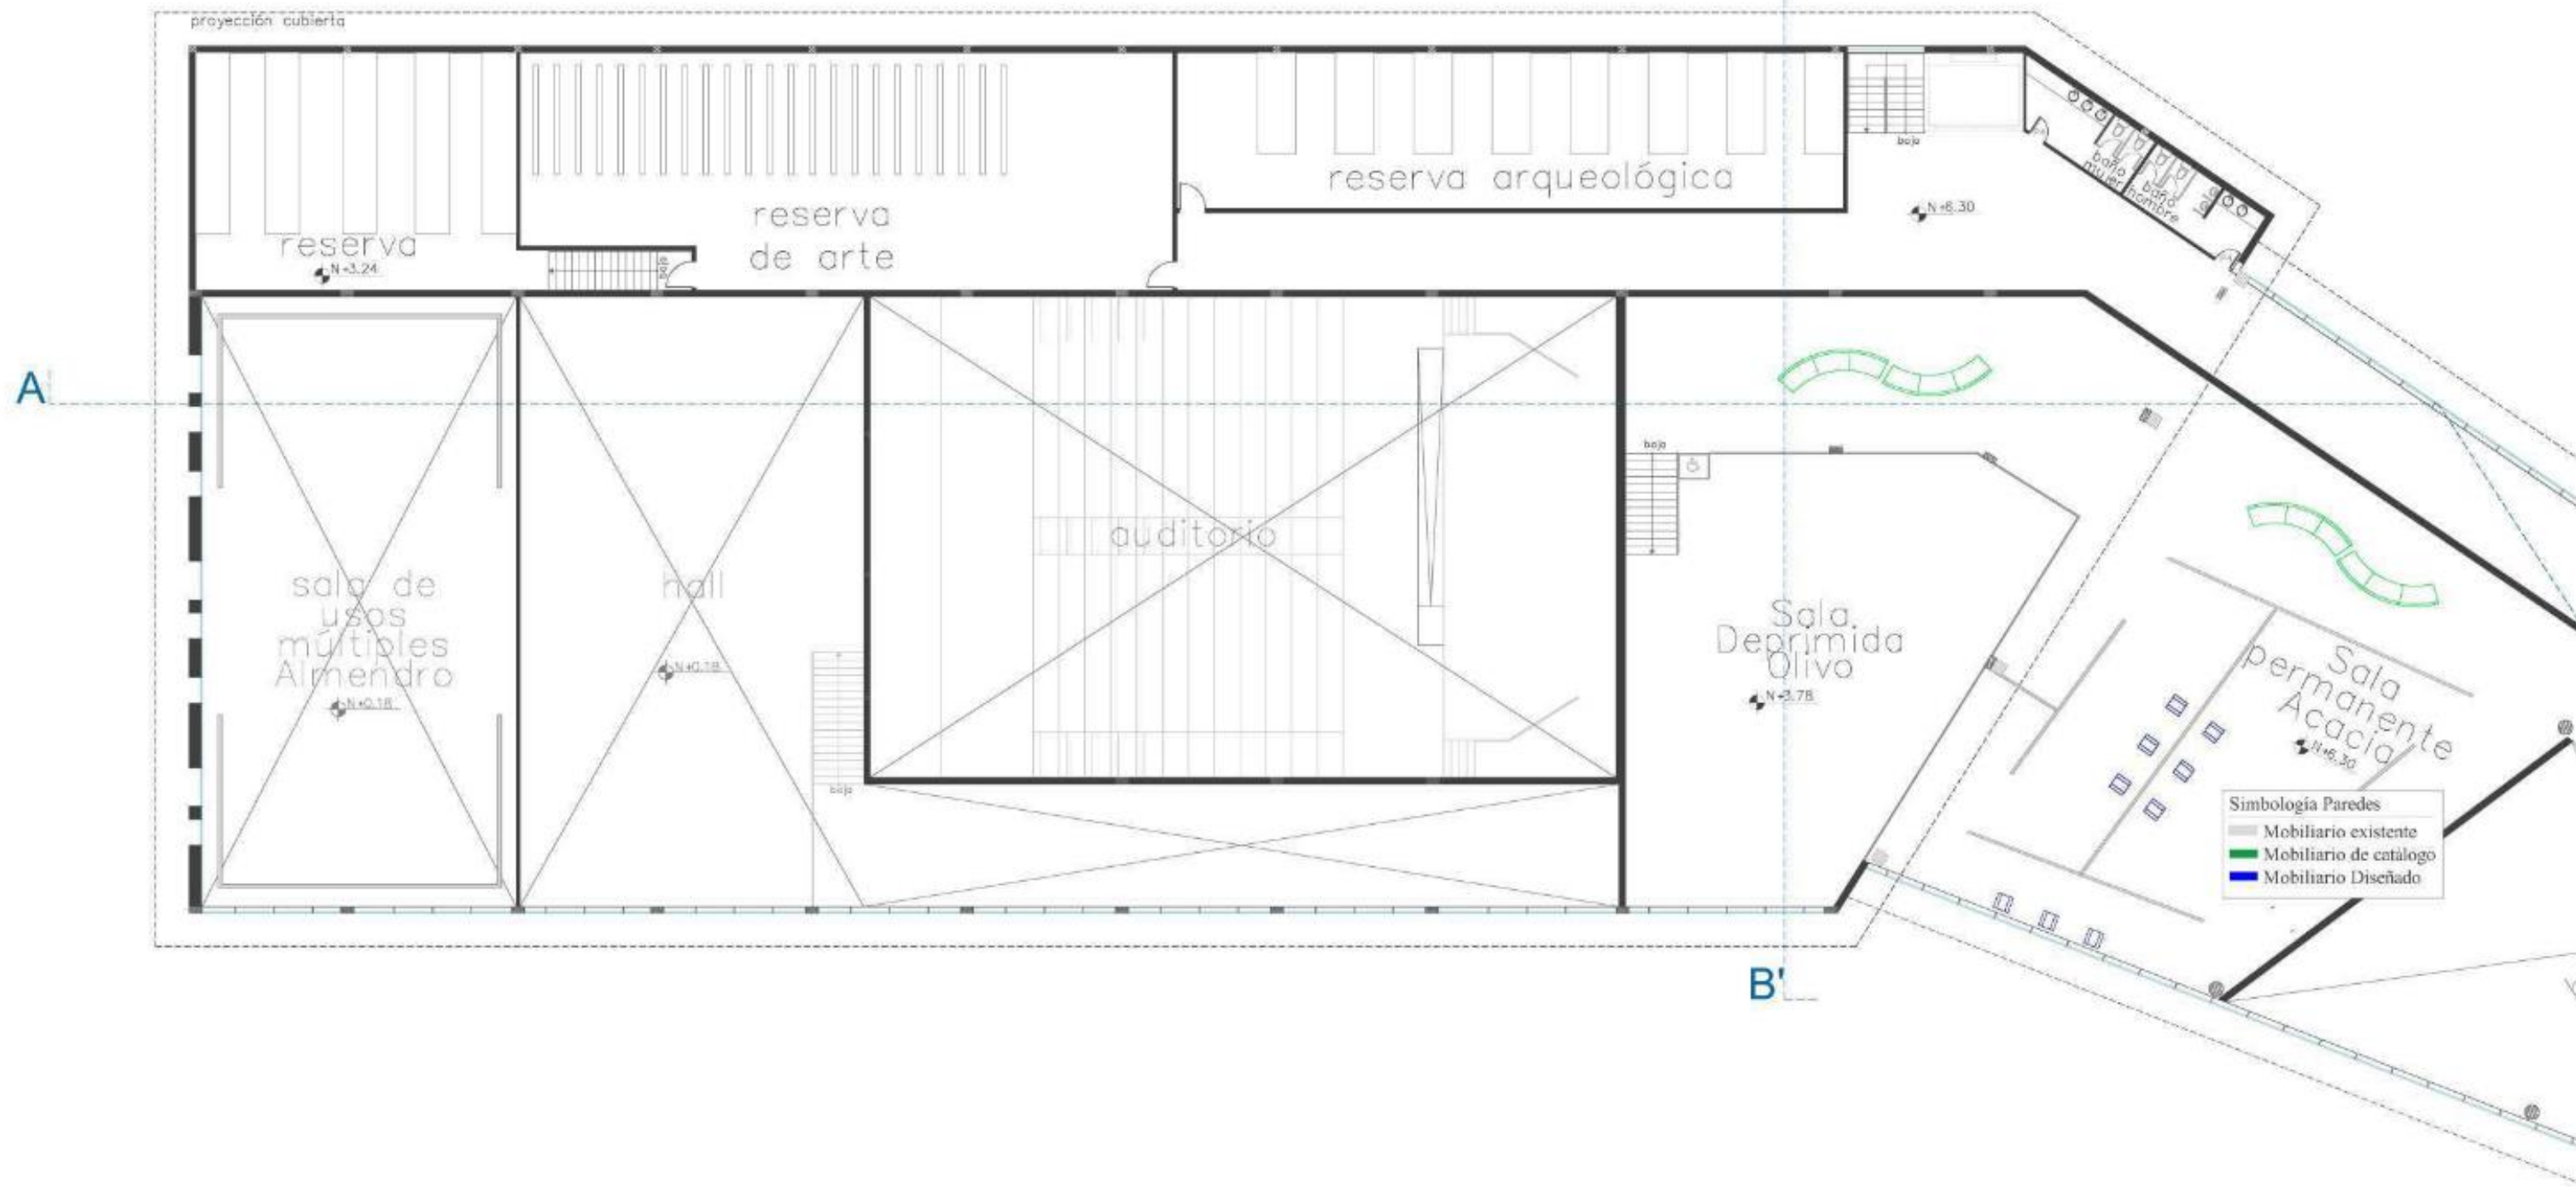 proyección cubierta
baja
reserva arqueológica
baño
mujer
baño
hombre
N+6.30
reserva
de arte
reserva
N+3.24
baja
A
baja
auditorio
sala de
usos
múltiples
Almendro
N+0.18
hall
N+0.18
baja
Sala
Deprimida
Olivo
N+3.78
Sala
permanente
Acacia
N+6.30
Simbología Paredes
Mobiliario existente
Mobiliario de catálogo
Mobiliario Diseñado
B'